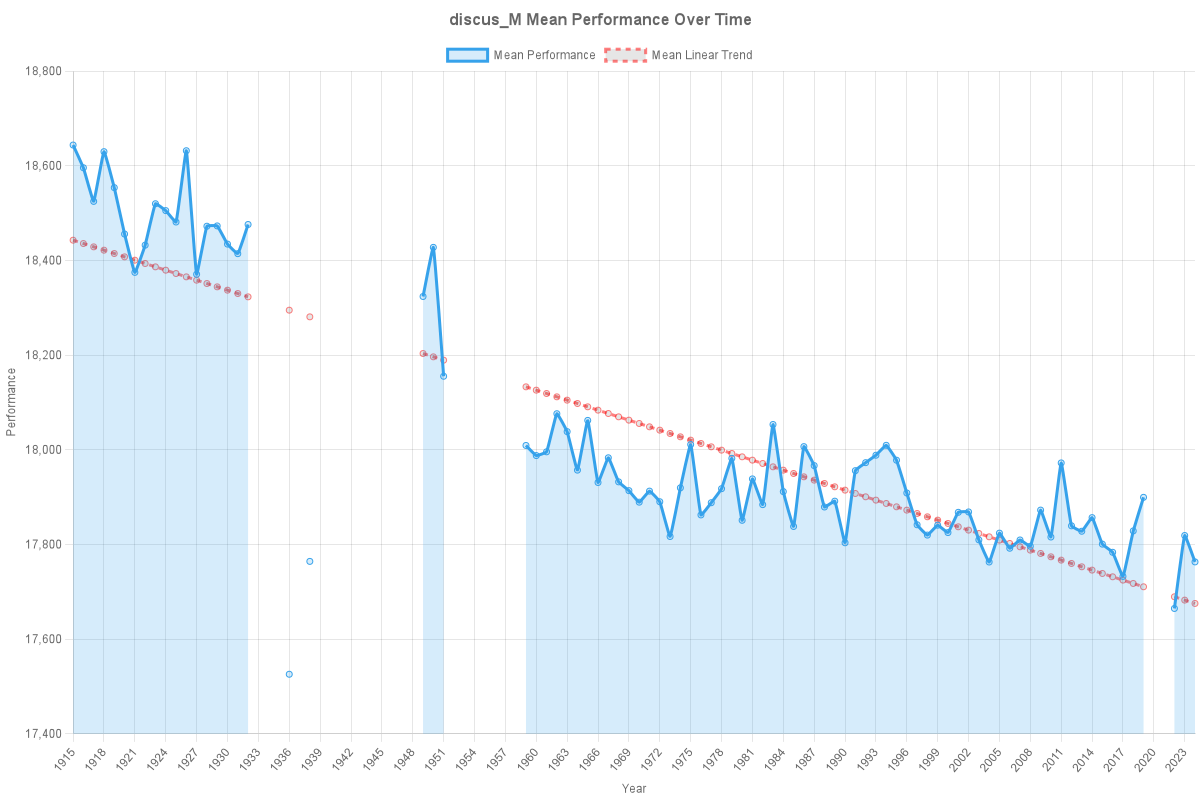 discus_M Mean Performance Over Time
Mean Performance Mean Linear Trend
18,800
18,600
18,400
18,200
18,000
17,800
17,600
17,400
Performance
1915 1918 1921 1924 1927 1930 1933 1936 1939 1942 1945 1948 1951 1954 1957 1960 1963 1966 1969 1972 1975 1978 1981 1984 1987 1990 1993 1996 1999 2002 2005 2008 2011 2014 2017 2020 2023
Year